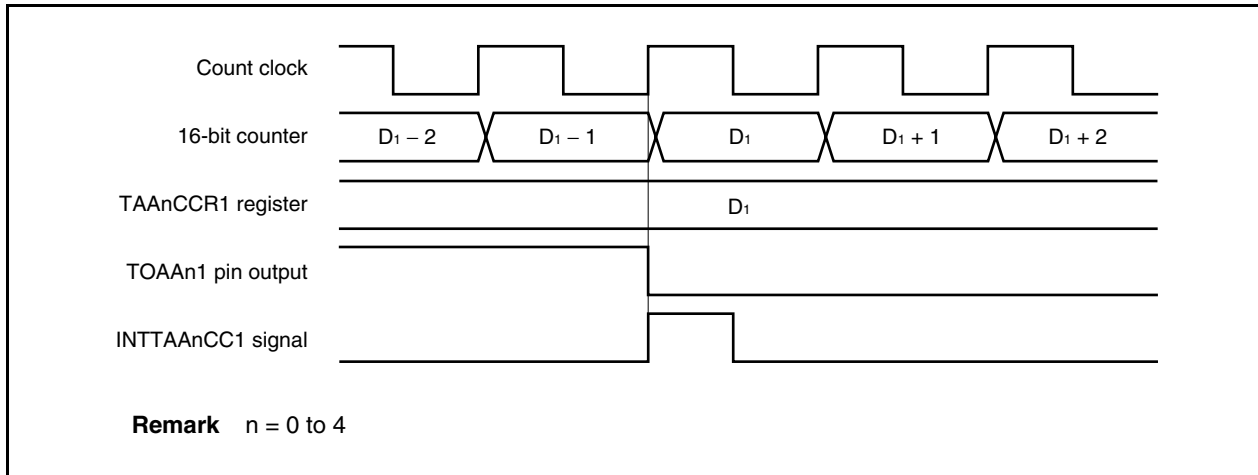 Count clock
16-bit counter D₁ − 2 D₁ − 1 D₁ D₁ + 1 D₁ + 2
TAAnCCR1 register D₁
TOAAn1 pin output
INTTAAnCC1 signal
Remark n = 0 to 4